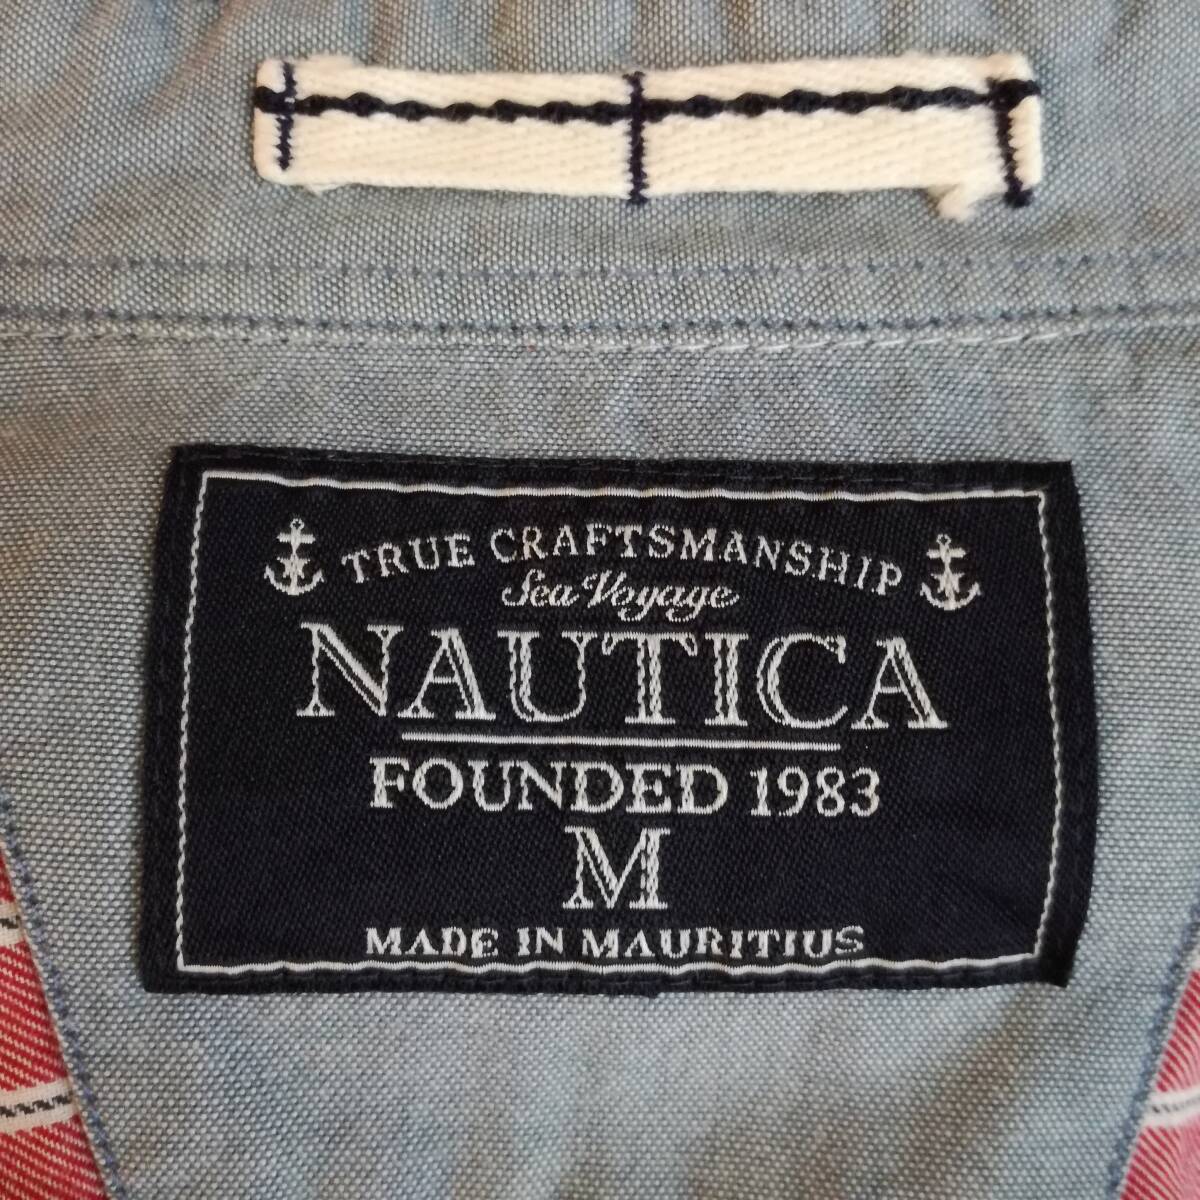 TRUE CRAFTSMANSHIP
Sea Voyage
NAUTICA
FOUNDED 1983
M
MADE IN MAURITIUS